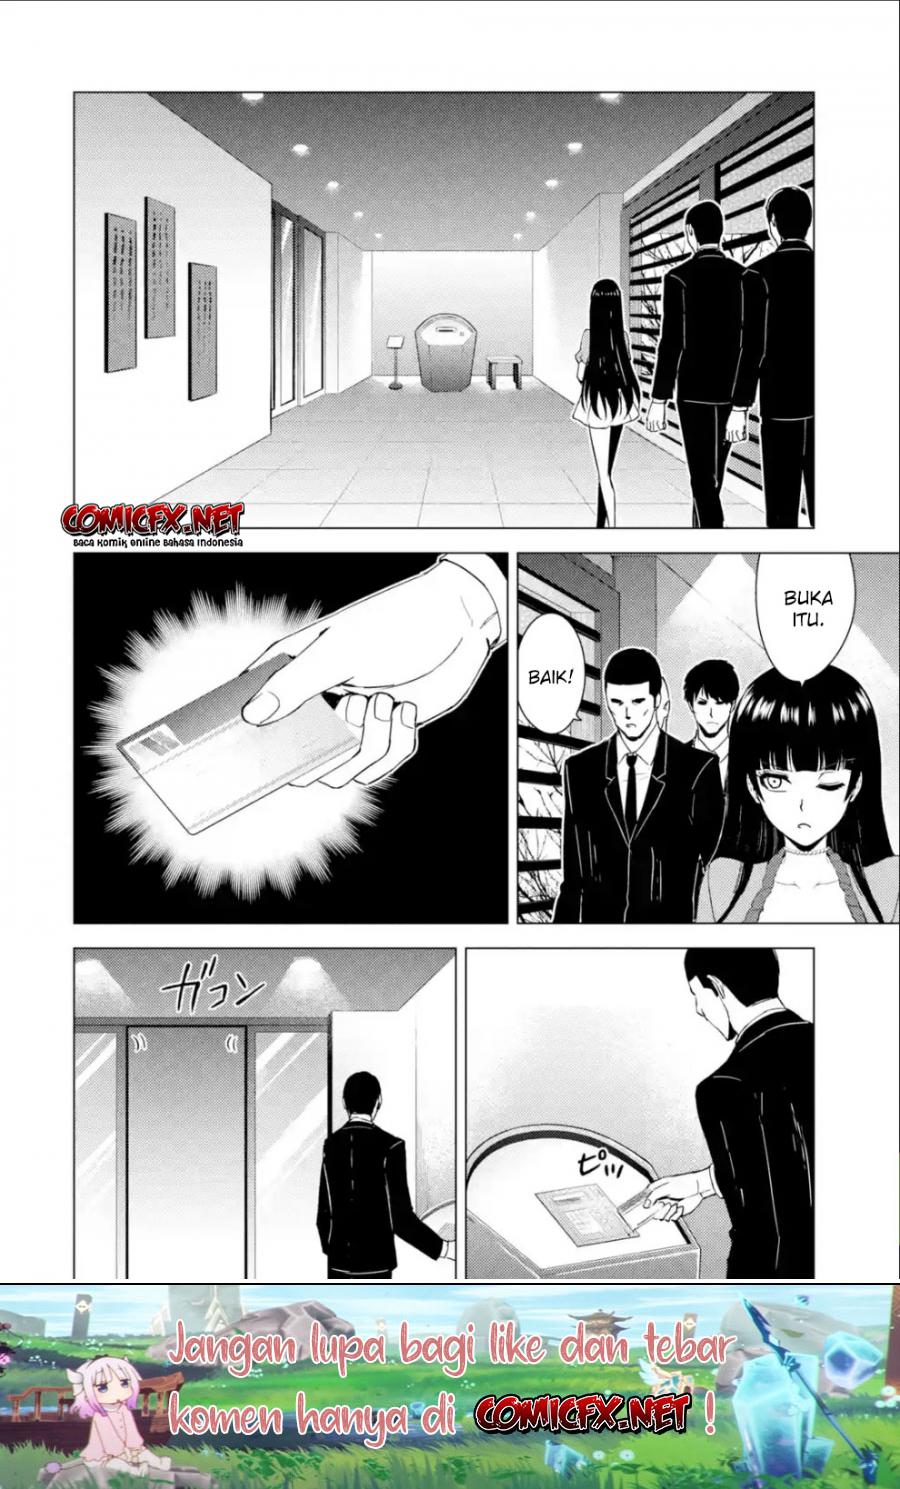 COMICFX.NET
BACA KOMIK ONLINE BAHASA INDONESIA
BUKA
ITU.
BAIK!
ピッ
ガコン
Jangan lupa bagi like dan tebar
komen hanya di COMICFX.NET !